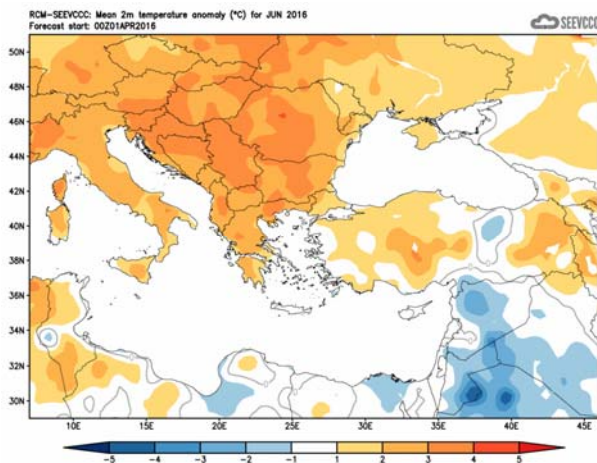 RCM-SEEVCCC: Mean 2m temperature anomaly (°C) for JUN 2016
Forecast start: 00Z01APR2016
SEEVCCC
50N
48N
46N
44N
42N
40N
38N
36N
34N
32N
30N
10E 15E 20E 25E 30E 35E 40E 45E
-5 -4 -3 -2 -1 1 2 3 4 5